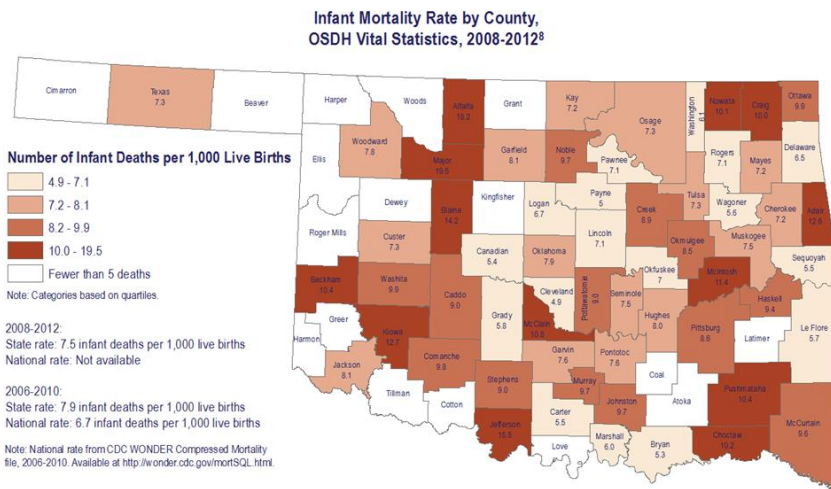 Infant Mortality Rate by County,
OSDH Vital Statistics, 2008-2012⁸
Cimarron
Texas
7.3
Beaver
Harper
Woods
Alfalfa
Grant
Kay
7.2
Osage
7.3
Washington
6.1
Nowata
10.1
Craig
Ottawa
9.9
Ellis
Woodward
7.8
Major
19.5
Garfield
8.1
Noble
9.7
Pawnee
7.1
Rogers
7.1
Mayes
7.2
Delaware
6.5
Number of Infant Deaths per 1,000 Live Births
4.9 - 7.1
7.2 - 8.1
8.2 - 9.9
10.0 - 19.5
Fewer than 5 deaths
Note: Categories based on quartiles.
Roger Mills
Dewey
Blaine
14.2
Kingfisher
Logan
6.7
Payne
5
Creek
8.9
Tulsa
7.3
Wagoner
5.6
Cherokee
7.2
Adair
12.6
Custer
7.3
Canadian
5.4
Oklahoma
7.9
Lincoln
7.1
Okmulgee
8.5
Muskogee
7.5
Sequoyah
5.5
Beckham
10.4
Washita
9.9
Caddo
9.0
Grady
5.8
Cleveland
4.9
Pottawatomie
9.0
Seminole
7.5
Okfuskee
7
McIntosh
11.4
Haskell
9.4
Harmon
Greer
Kiowa
12.7
McClain
Hughes
8.0
Pittsburg
8.6
Latimer
Le Flore
5.7
Jackson
8.1
Comanche
9.8
Tillman
Cotton
Stephens
9.0
Garvin
7.6
Murray
9.7
Pontotoc
7.6
Johnston
9.7
Coal
Atoka
Pushmataha
10.4
McCurtain
9.6
Jefferson
Carter
5.5
Love
Marshall
6.0
Bryan
5.3
Choctaw
10.2
2008-2012:
State rate: 7.5 infant deaths per 1,000 live births
National rate: Not available
2006-2010:
State rate: 7.9 infant deaths per 1,000 live births
National rate: 6.7 infant deaths per 1,000 live births
Note: National rate from CDC WONDER Compressed Mortality
file, 2006-2010. Available at http://wonder.cdc.gov/mortSQL.html.